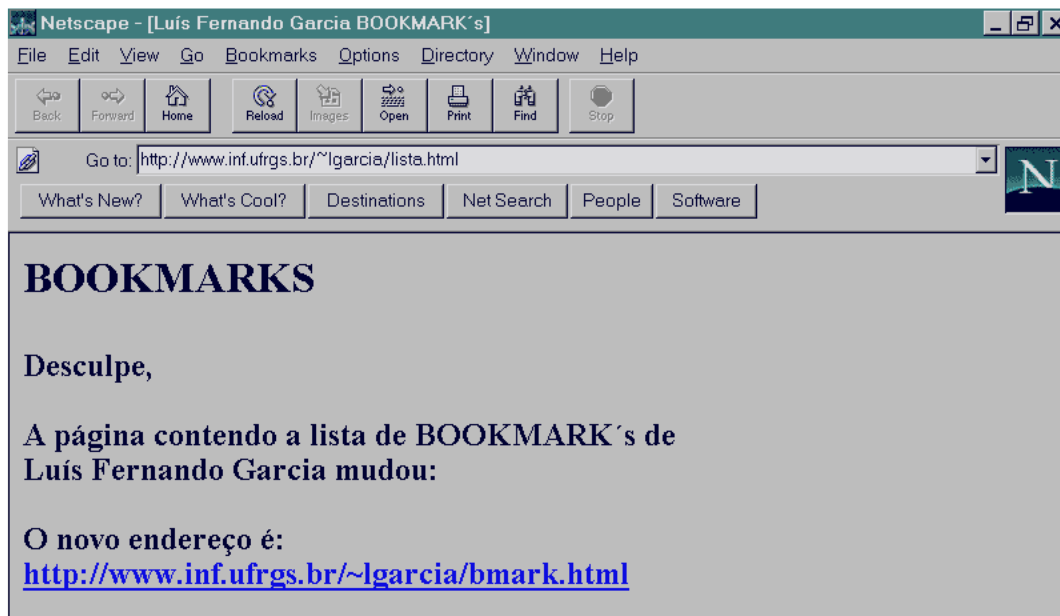 Netscape - [Luís Fernando Garcia BOOKMARK´s]
File Edit View Go Bookmarks Options Directory Window Help
Back Forward Home Reload Images Open Print Find Stop
Go to: http://www.inf.ufrgs.br/~lgarcia/lista.html
N
What's New? What's Cool? Destinations Net Search People Software
BOOKMARKS
Desculpe,
A página contendo a lista de BOOKMARK´s de
Luís Fernando Garcia mudou:
O novo endereço é:
http://www.inf.ufrgs.br/~lgarcia/bmark.html